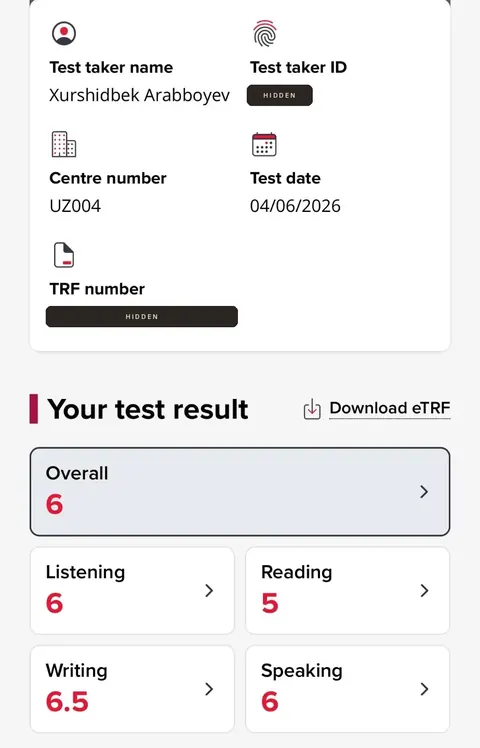 Test taker name
Test taker ID
Xurshidbek Arabboyev
HIDDEN
Centre number
Test date
UZ004
04/06/2026
TRF number
HIDDEN
Your test result
Download eTRF
Overall
6
Listening
6
Reading
5
Writing
6.5
Speaking
6